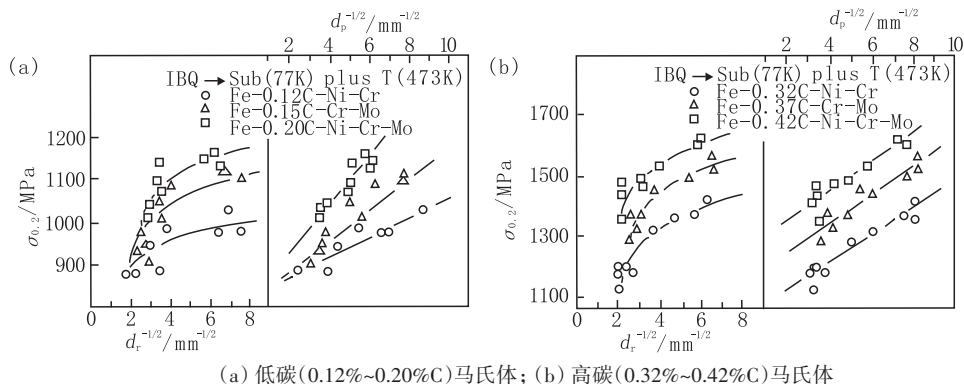 d_p^{-1/2}/mm^{-1/2}
2 4 6 8 10
(a)
IBQ → Sub(77K) plus T(473K)
○ Fe-0.12C-Ni-Cr
△ Fe-0.15C-Cr-Mo
□ Fe-0.20C-Ni-Cr-Mo
1200
1100
1000
900
σ_{0.2}/MPa
0 2 4 6 8
d_r^{-1/2}/mm^{-1/2}
d_p^{-1/2}/mm^{-1/2}
2 4 6 8 10
(b)
IBQ → Sub(77K) plus T(473K)
○ Fe-0.32C-Ni-Cr
△ Fe-0.37C-Cr-Mo
□ Fe-0.42C-Ni-Cr-Mo
1700
1500
1300
1100
σ_{0.2}/MPa
0 2 4 6 8
d_r^{-1/2}/mm^{-1/2}
(a) 低碳(0.12%~0.20%C)马氏体; (b) 高碳(0.32%~0.42%C)马氏体